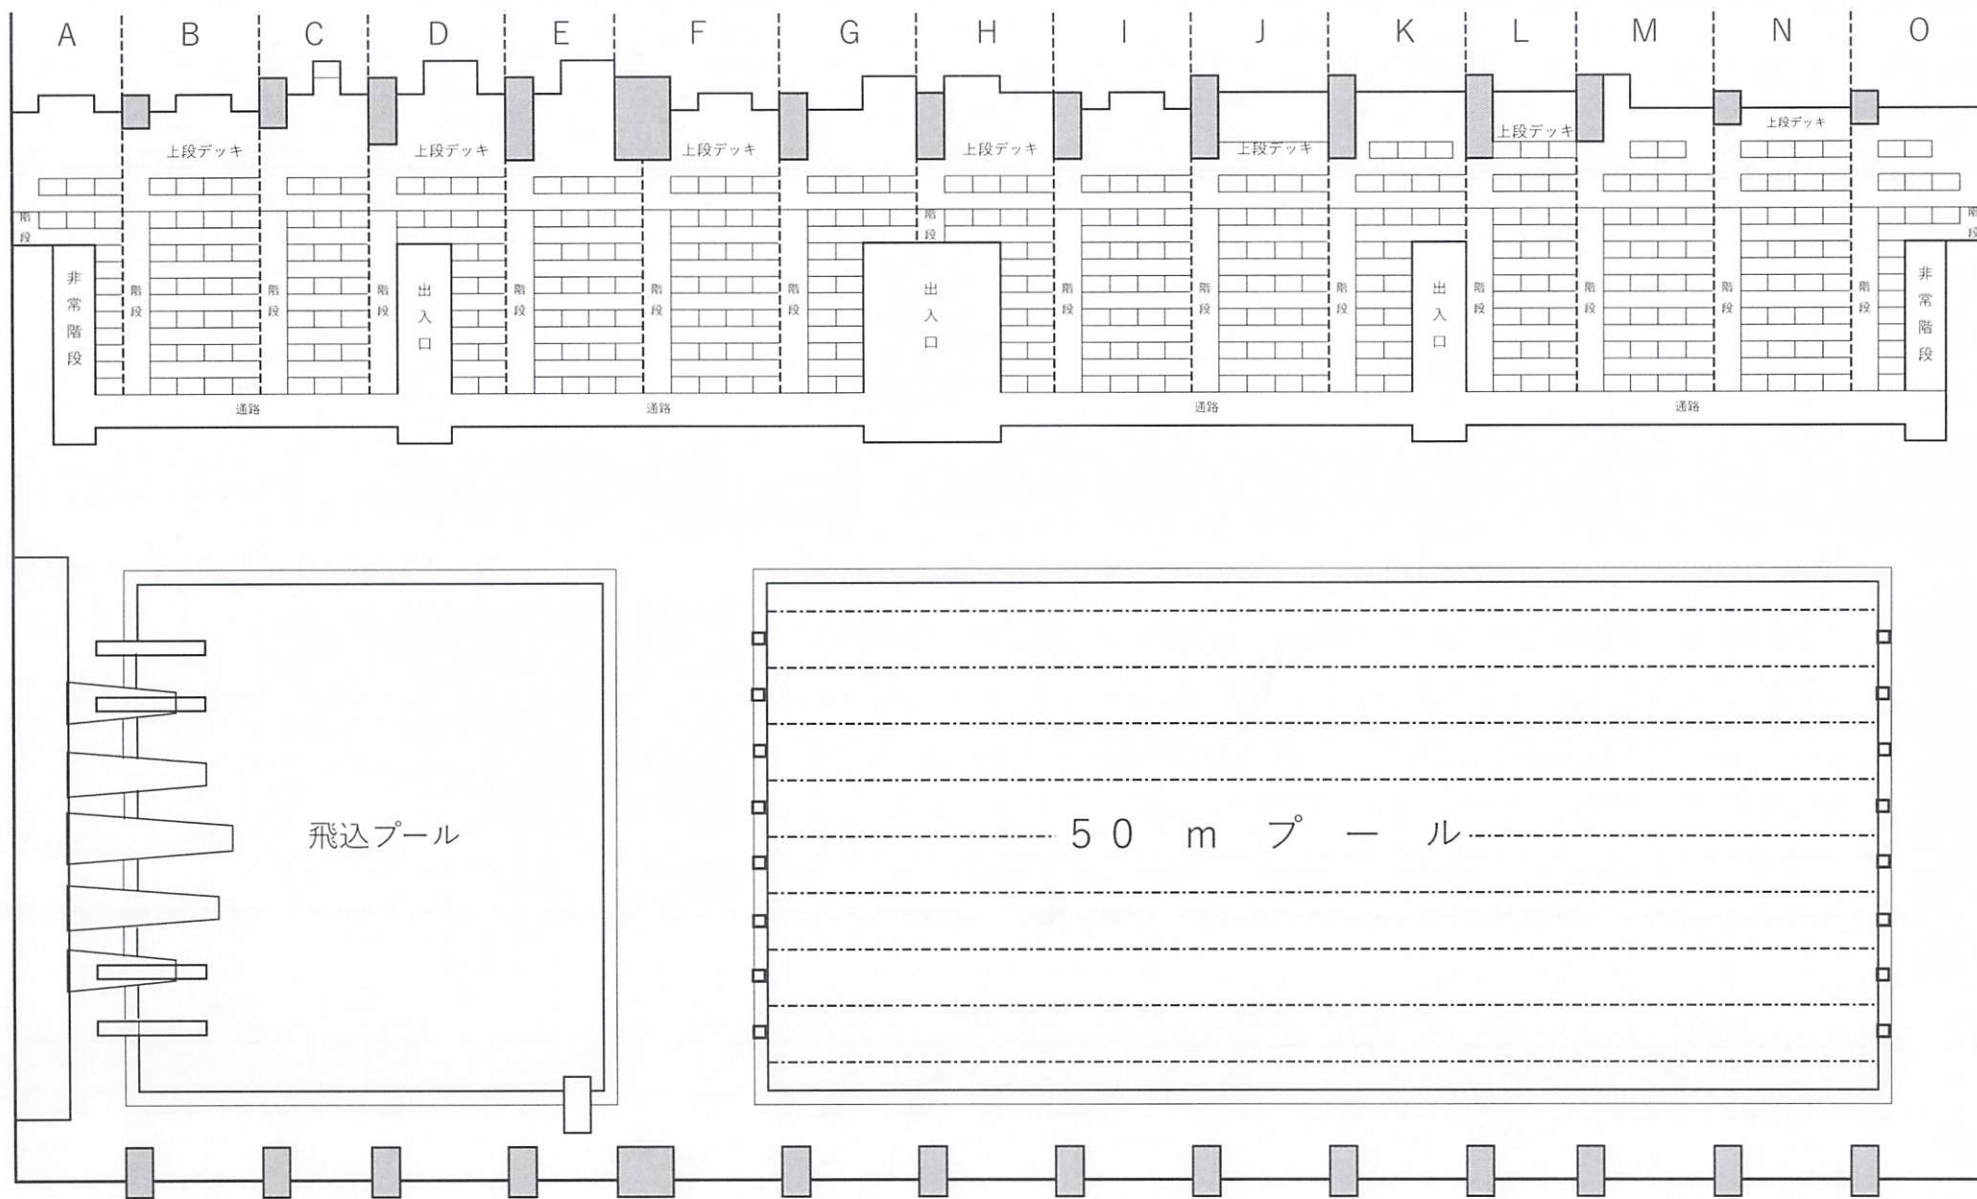 A B C D E F G H I J K L M N O
上段デッキ 上段デッキ 上段デッキ 上段デッキ 上段デッキ 上段デッキ 上段デッキ
階段 階段 階段
非常階段 階段 階段 階段 出入口 階段 階段 階段 出入口 階段 階段 階段 出入口 階段 階段 階段 階段 非常階段
通路 通路 通路 通路
飛込プール
50 m プール